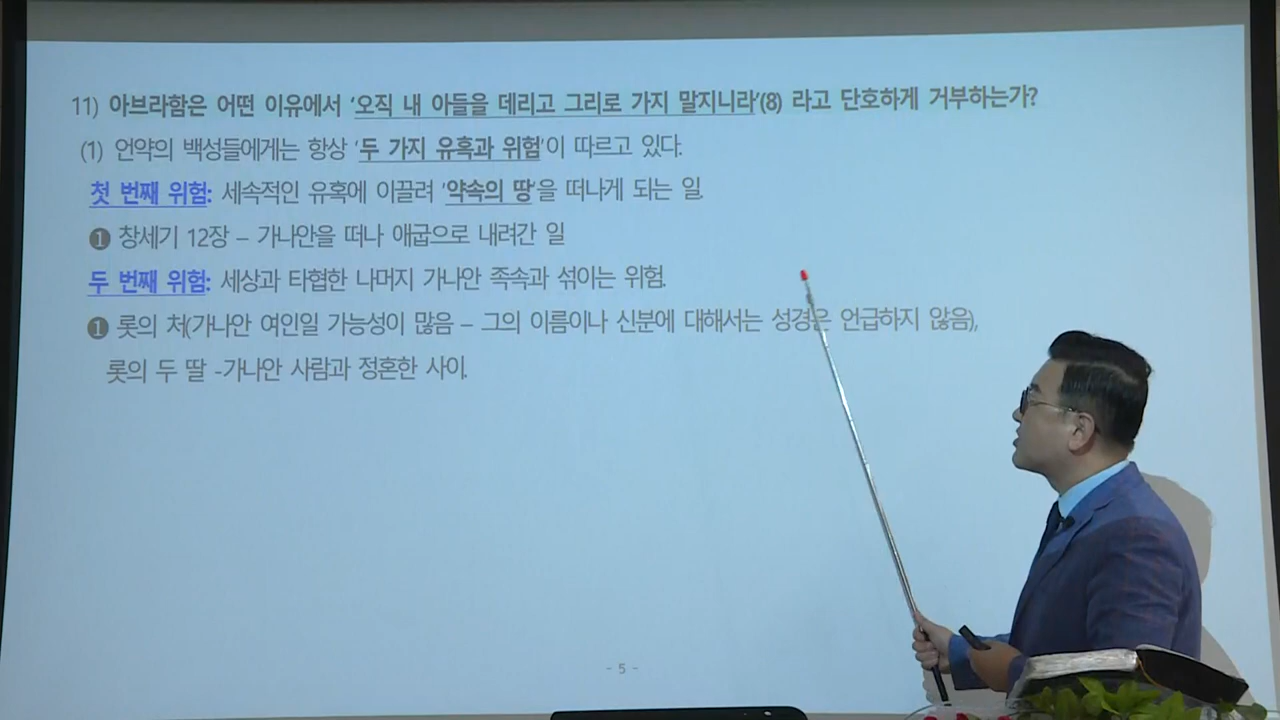 11) 아브라함은 어떤 이유에서 '오직 내 아들을 데리고 그리로 가지 말지니라'(8) 라고 단호하게 거부하는가?
(1) 언약의 백성들에게는 항상 '두 가지 유혹과 위험'이 따르고 있다.
첫 번째 위험: 세속적인 유혹에 이끌려 '약속의 땅'을 떠나게 되는 일.
❶ 창세기 12장 – 가나안을 떠나 애굽으로 내려간 일
두 번째 위험: 세상과 타협한 나머지 가나안 족속과 섞이는 위험.
❶ 롯의 처(가나안 여인일 가능성이 많음 – 그의 이름이나 신분에 대해서는 성경은 언급하지 않음),
롯의 두 딸 -가나안 사람과 정혼한 사이.
- 5 -